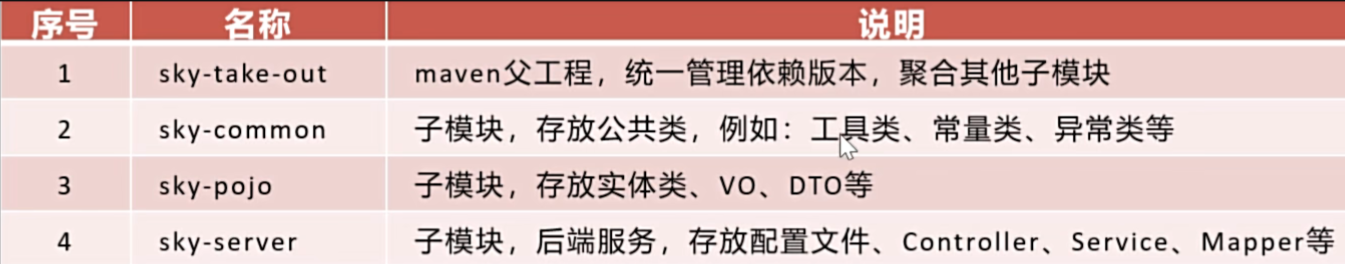 序号 名称 说明
1 sky-take-out maven父工程，统一管理依赖版本，聚合其他子模块
2 sky-common 子模块，存放公共类，例如：工具类、常量类、异常类等
3 sky-pojo 子模块，存放实体类、VO、DTO等
4 sky-server 子模块，后端服务，存放配置文件、Controller、Service、Mapper等